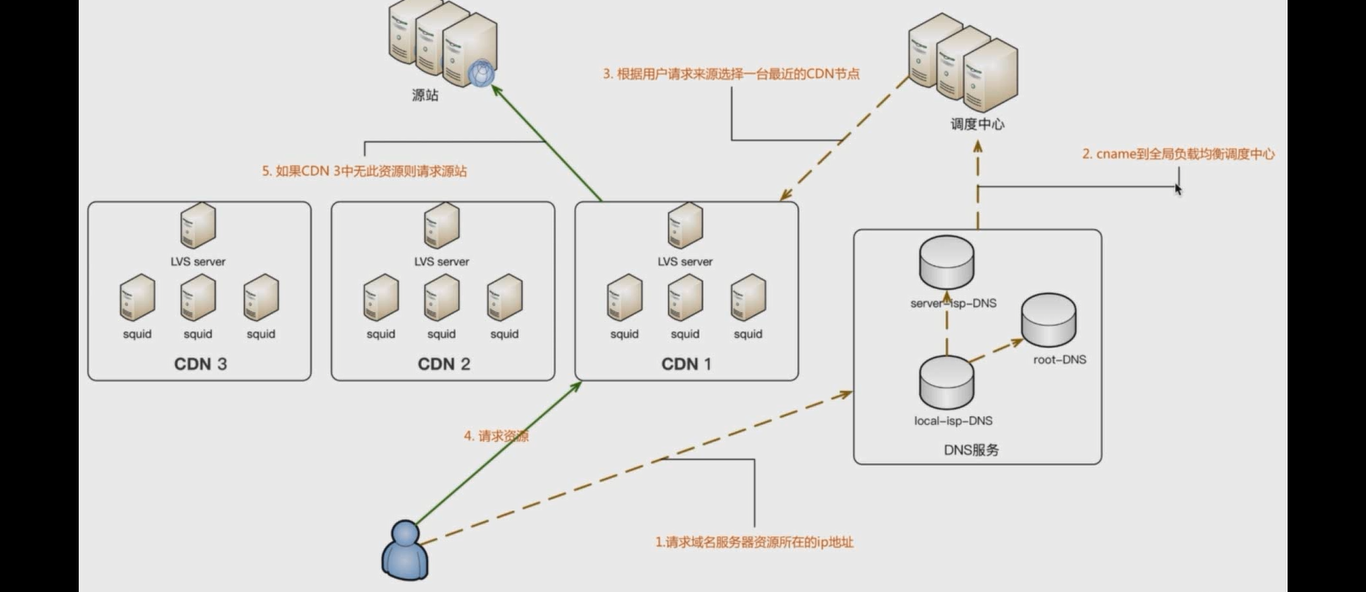 源站
3. 根据用户请求来源选择一台最近的CDN节点
调度中心
2. cname到全局负载均衡调度中心
5. 如果CDN 3中无此资源则请求源站
LVS server
squid
squid
squid
CDN 3
LVS server
squid
squid
squid
CDN 2
LVS server
squid
squid
squid
CDN 1
server-isp-DNS
root-DNS
local-isp-DNS
DNS服务
4. 请求资源
1.请求域名服务器资源所在的ip地址